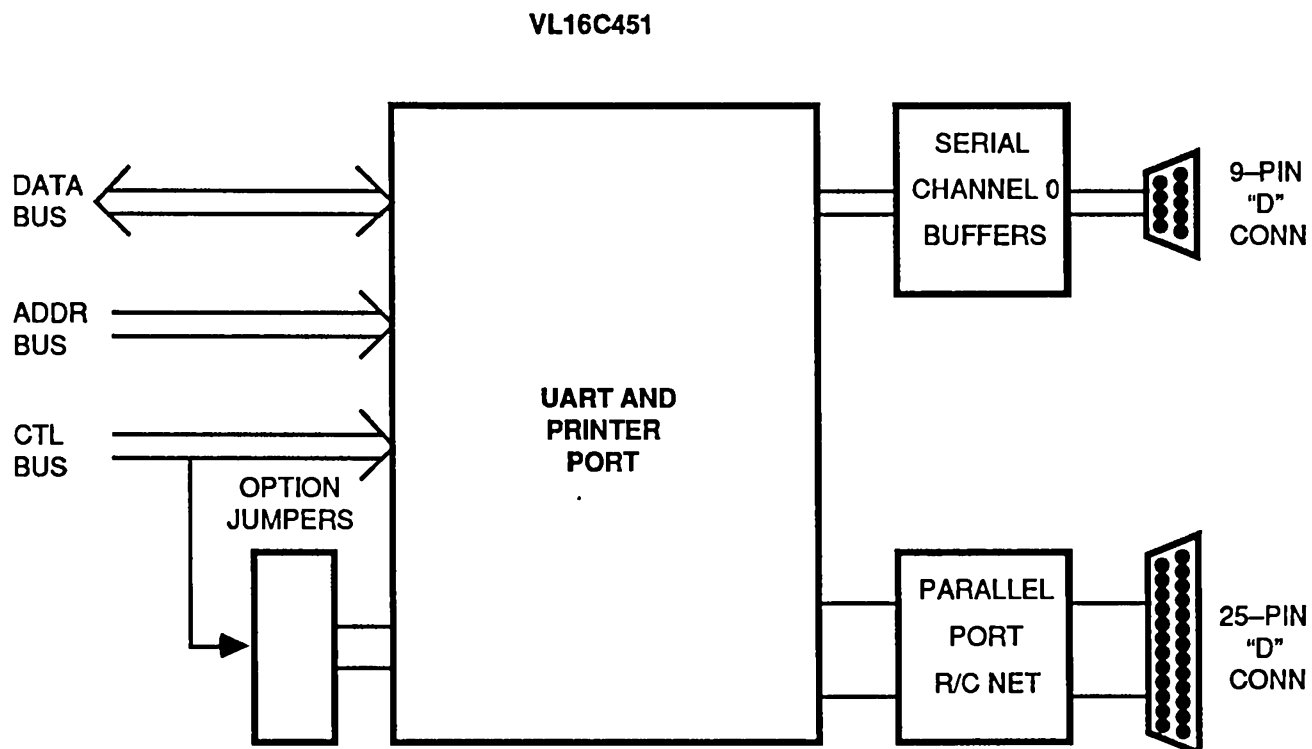 VL16C451
DATA
BUS
ADDR
BUS
CTL
BUS
OPTION
JUMPERS
UART AND
PRINTER
PORT
SERIAL
CHANNEL 0
BUFFERS
9–PIN
“D”
CONN
PARALLEL
PORT
R/C NET
25–PIN
“D”
CONN